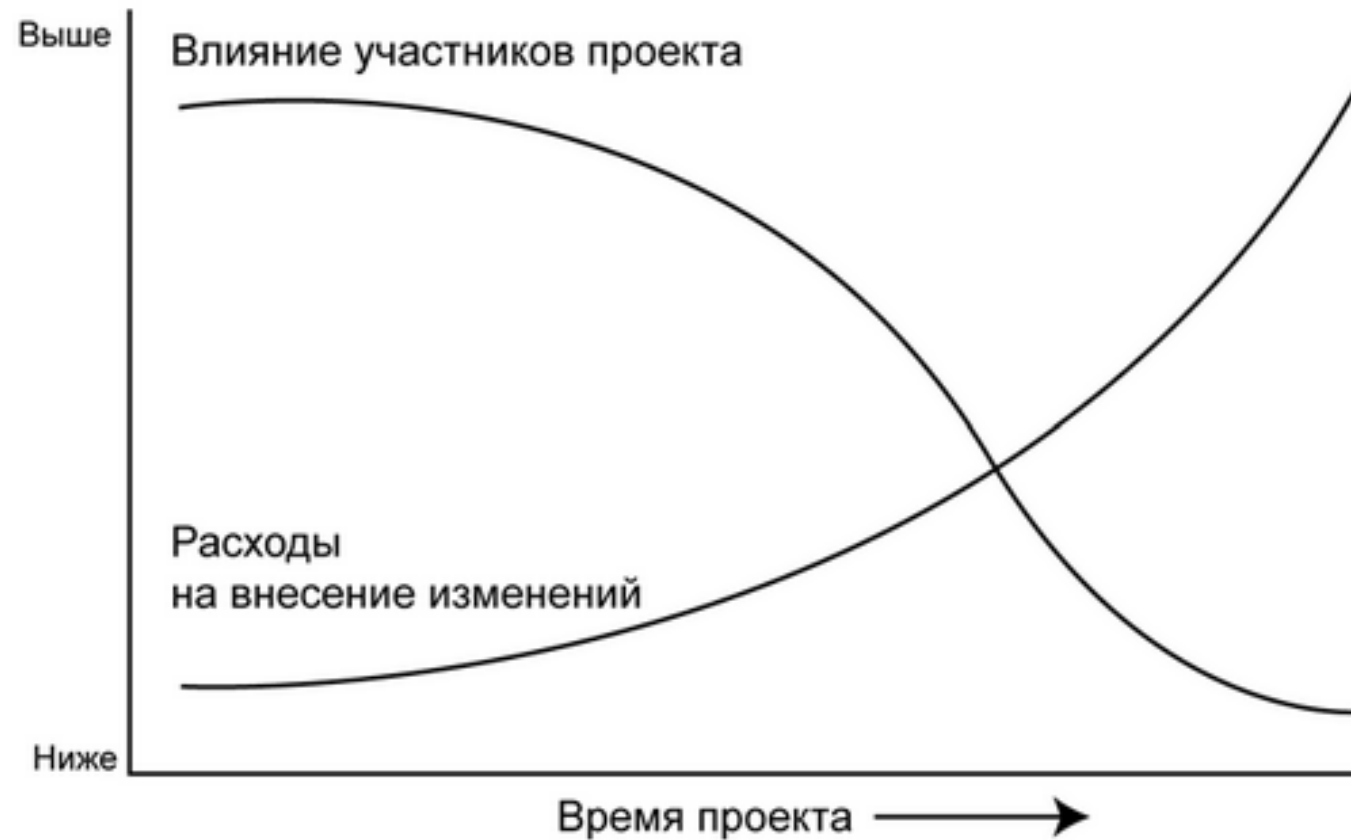 Выше
Влияние участников проекта
Расходы
на внесение изменений
Ниже
Время проекта